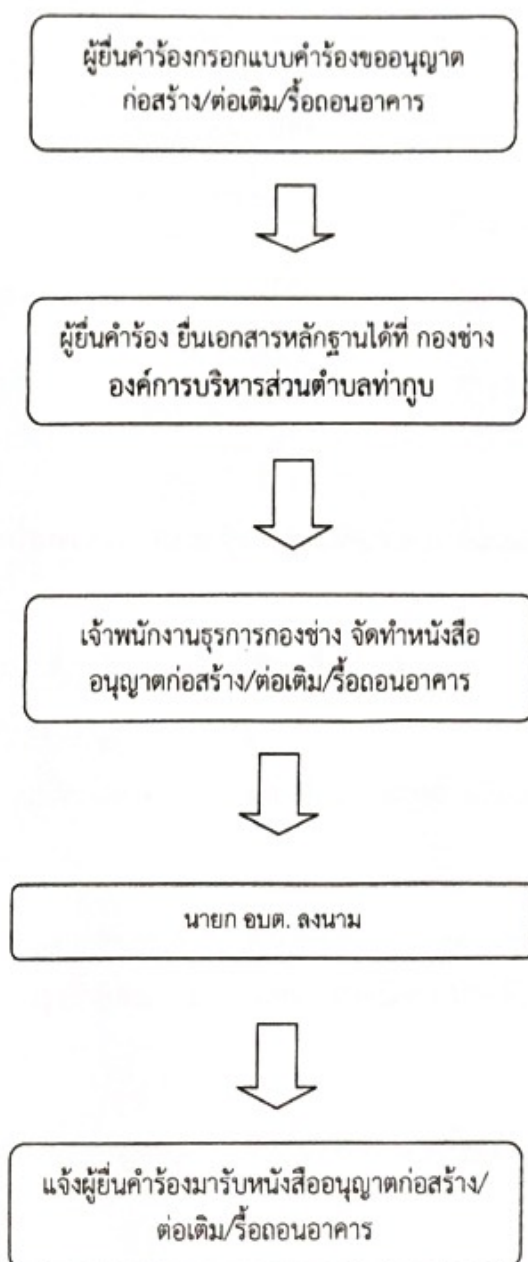 ผู้ยื่นคำร้องกรอกแบบคำร้องขออนุญาต
ก่อสร้าง/ต่อเติม/รื้อถอนอาคาร
ผู้ยื่นคำร้อง ยื่นเอกสารหลักฐานได้ที่ กองช่าง
องค์การบริหารส่วนตำบลท่ากูบ
เจ้าพนักงานธุรการกองช่าง จัดทำหนังสือ
อนุญาตก่อสร้าง/ต่อเติม/รื้อถอนอาคาร
นายก อบต. ลงนาม
แจ้งผู้ยื่นคำร้องมารับหนังสืออนุญาตก่อสร้าง/
ต่อเติม/รื้อถอนอาคาร